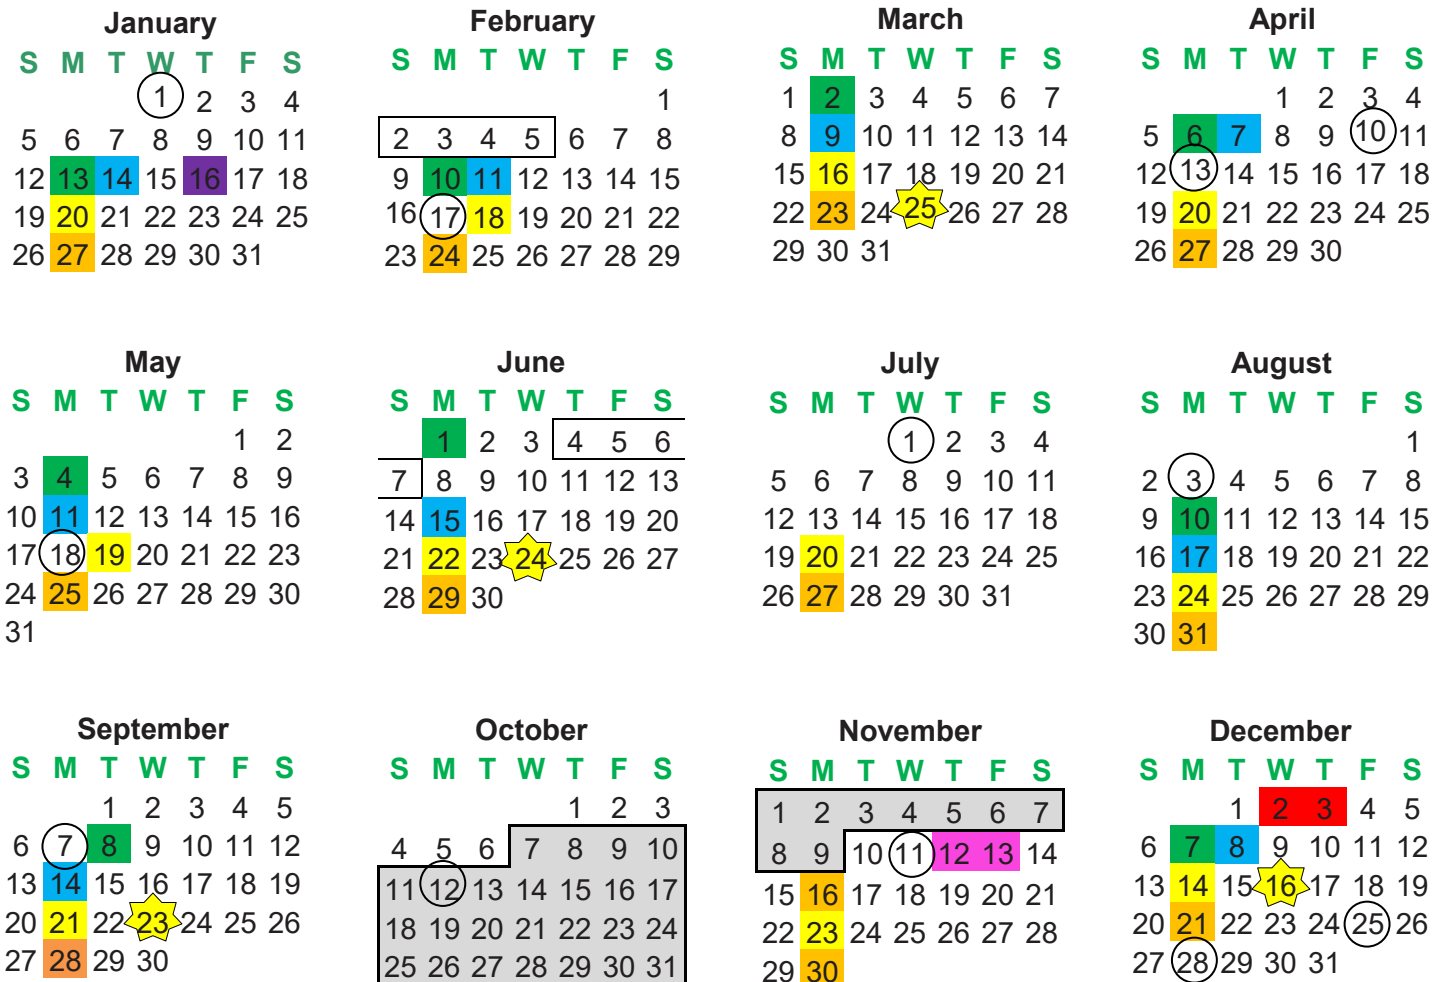 January February March April
S M T W T F S S M T W T F S S M T W T F S S M T W T F S
1 2 3 4 1 1 2 3 4 5 6 7 1 2 3 4
5 6 7 8 9 10 11 2 3 4 5 6 7 8 8 9 10 11 12 13 14 5 6 7 8 9 10 11
12 13 14 15 16 17 18 9 10 11 12 13 14 15 15 16 17 18 19 20 21 12 13 14 15 16 17 18
19 20 21 22 23 24 25 16 17 18 19 20 21 22 22 23 24 25 26 27 28 19 20 21 22 23 24 25
26 27 28 29 30 31 23 24 25 26 27 28 29 29 30 31 26 27 28 29 30
May June July August
S M T W T F S S M T W T F S S M T W T F S S M T W T F S
1 2 1 2 3 4 5 6 1 2 3 4 1
3 4 5 6 7 8 9 7 8 9 10 11 12 13 5 6 7 8 9 10 11 2 3 4 5 6 7 8
10 11 12 13 14 15 16 14 15 16 17 18 19 20 12 13 14 15 16 17 18 9 10 11 12 13 14 15
17 18 19 20 21 22 23 21 22 23 24 25 26 27 19 20 21 22 23 24 25 16 17 18 19 20 21 22
24 25 26 27 28 29 30 28 29 30 26 27 28 29 30 31 23 24 25 26 27 28 29
31 30 31
September October November December
S M T W T F S S M T W T F S S M T W T F S S M T W T F S
1 2 3 4 5 1 2 3 1 2 3 4 5 6 7 1 2 3 4 5
6 7 8 9 10 11 12 4 5 6 7 8 9 10 8 9 10 11 12 13 14 6 7 8 9 10 11 12
13 14 15 16 17 18 19 11 12 13 14 15 16 17 15 16 17 18 19 20 21 13 14 15 16 17 18 19
20 21 22 23 24 25 26 18 19 20 21 22 23 24 22 23 24 25 26 27 28 20 21 22 23 24 25 26
27 28 29 30 25 26 27 28 29 30 31 29 30 27 28 29 30 31